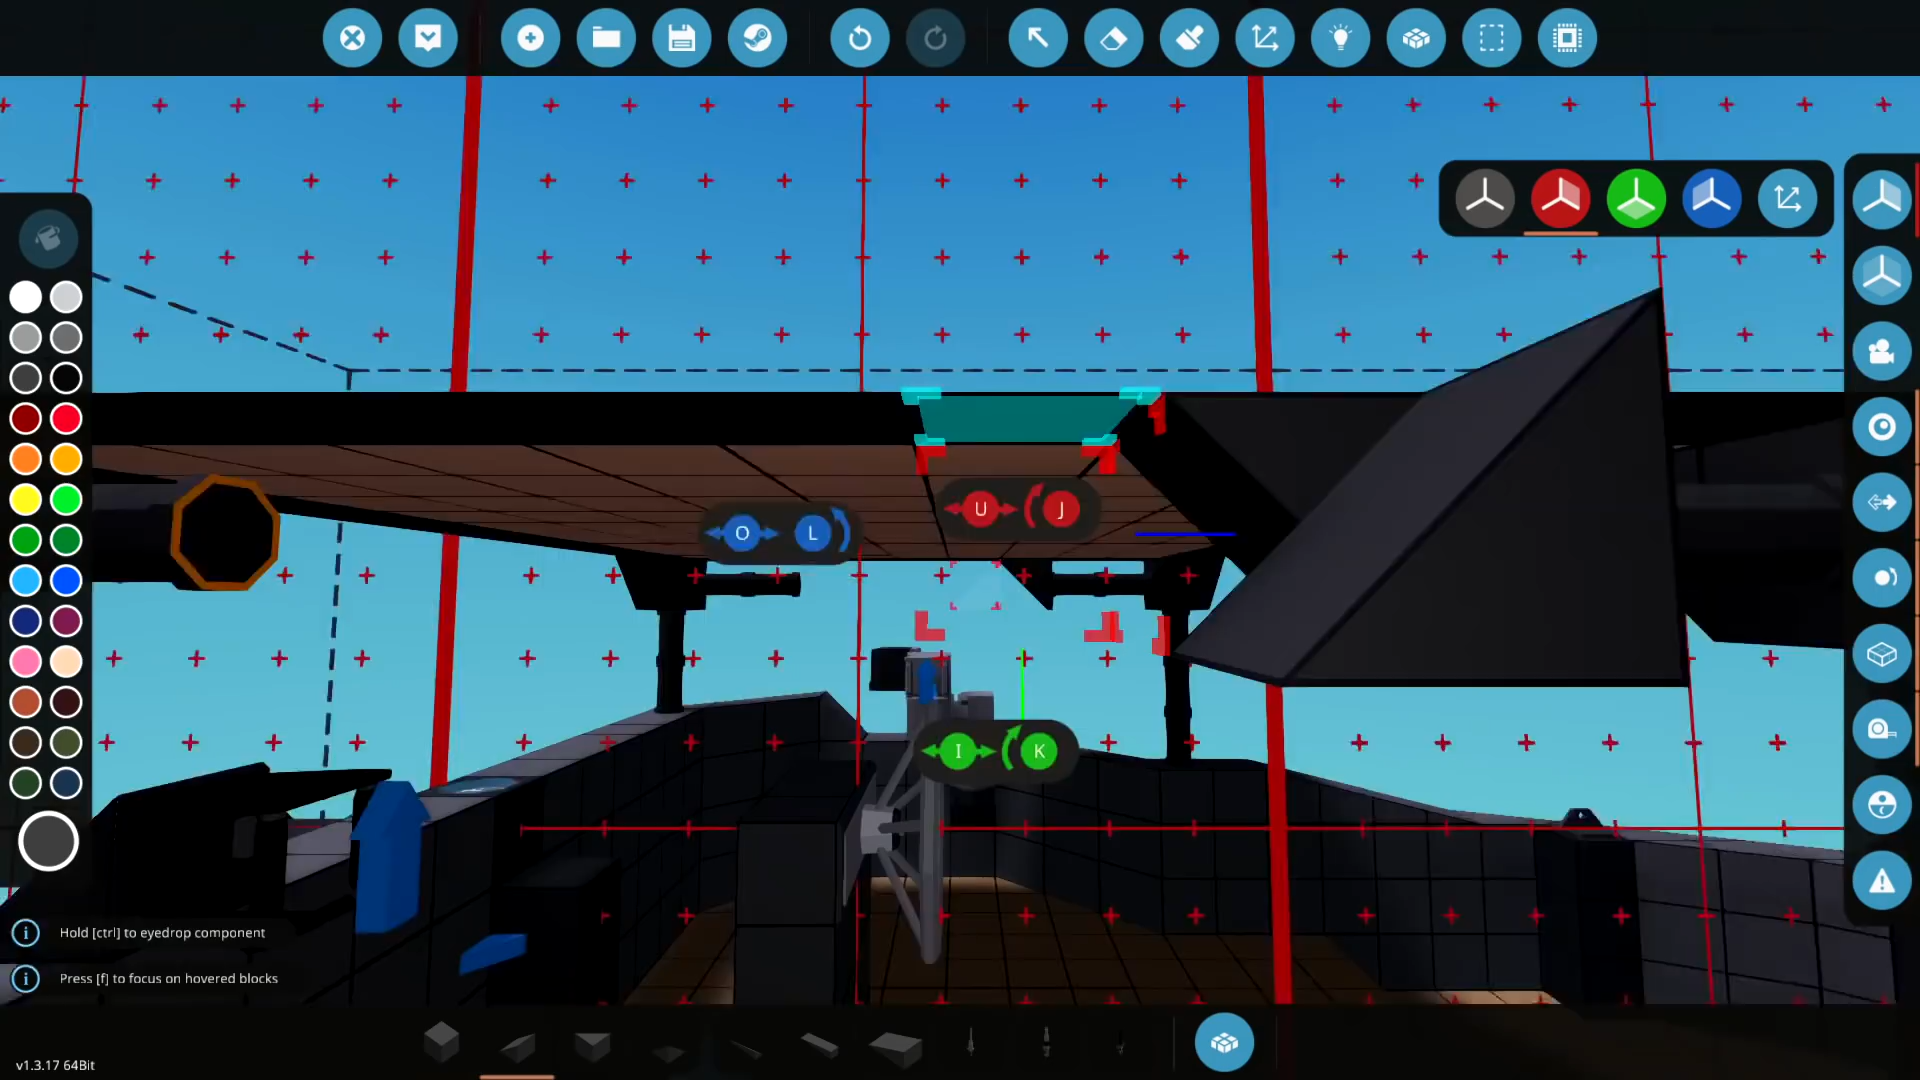 U J
O L
I K
Hold [ctrl] to eyedrop component
Press [f] to focus on hovered blocks
v1.3.17 64Bit